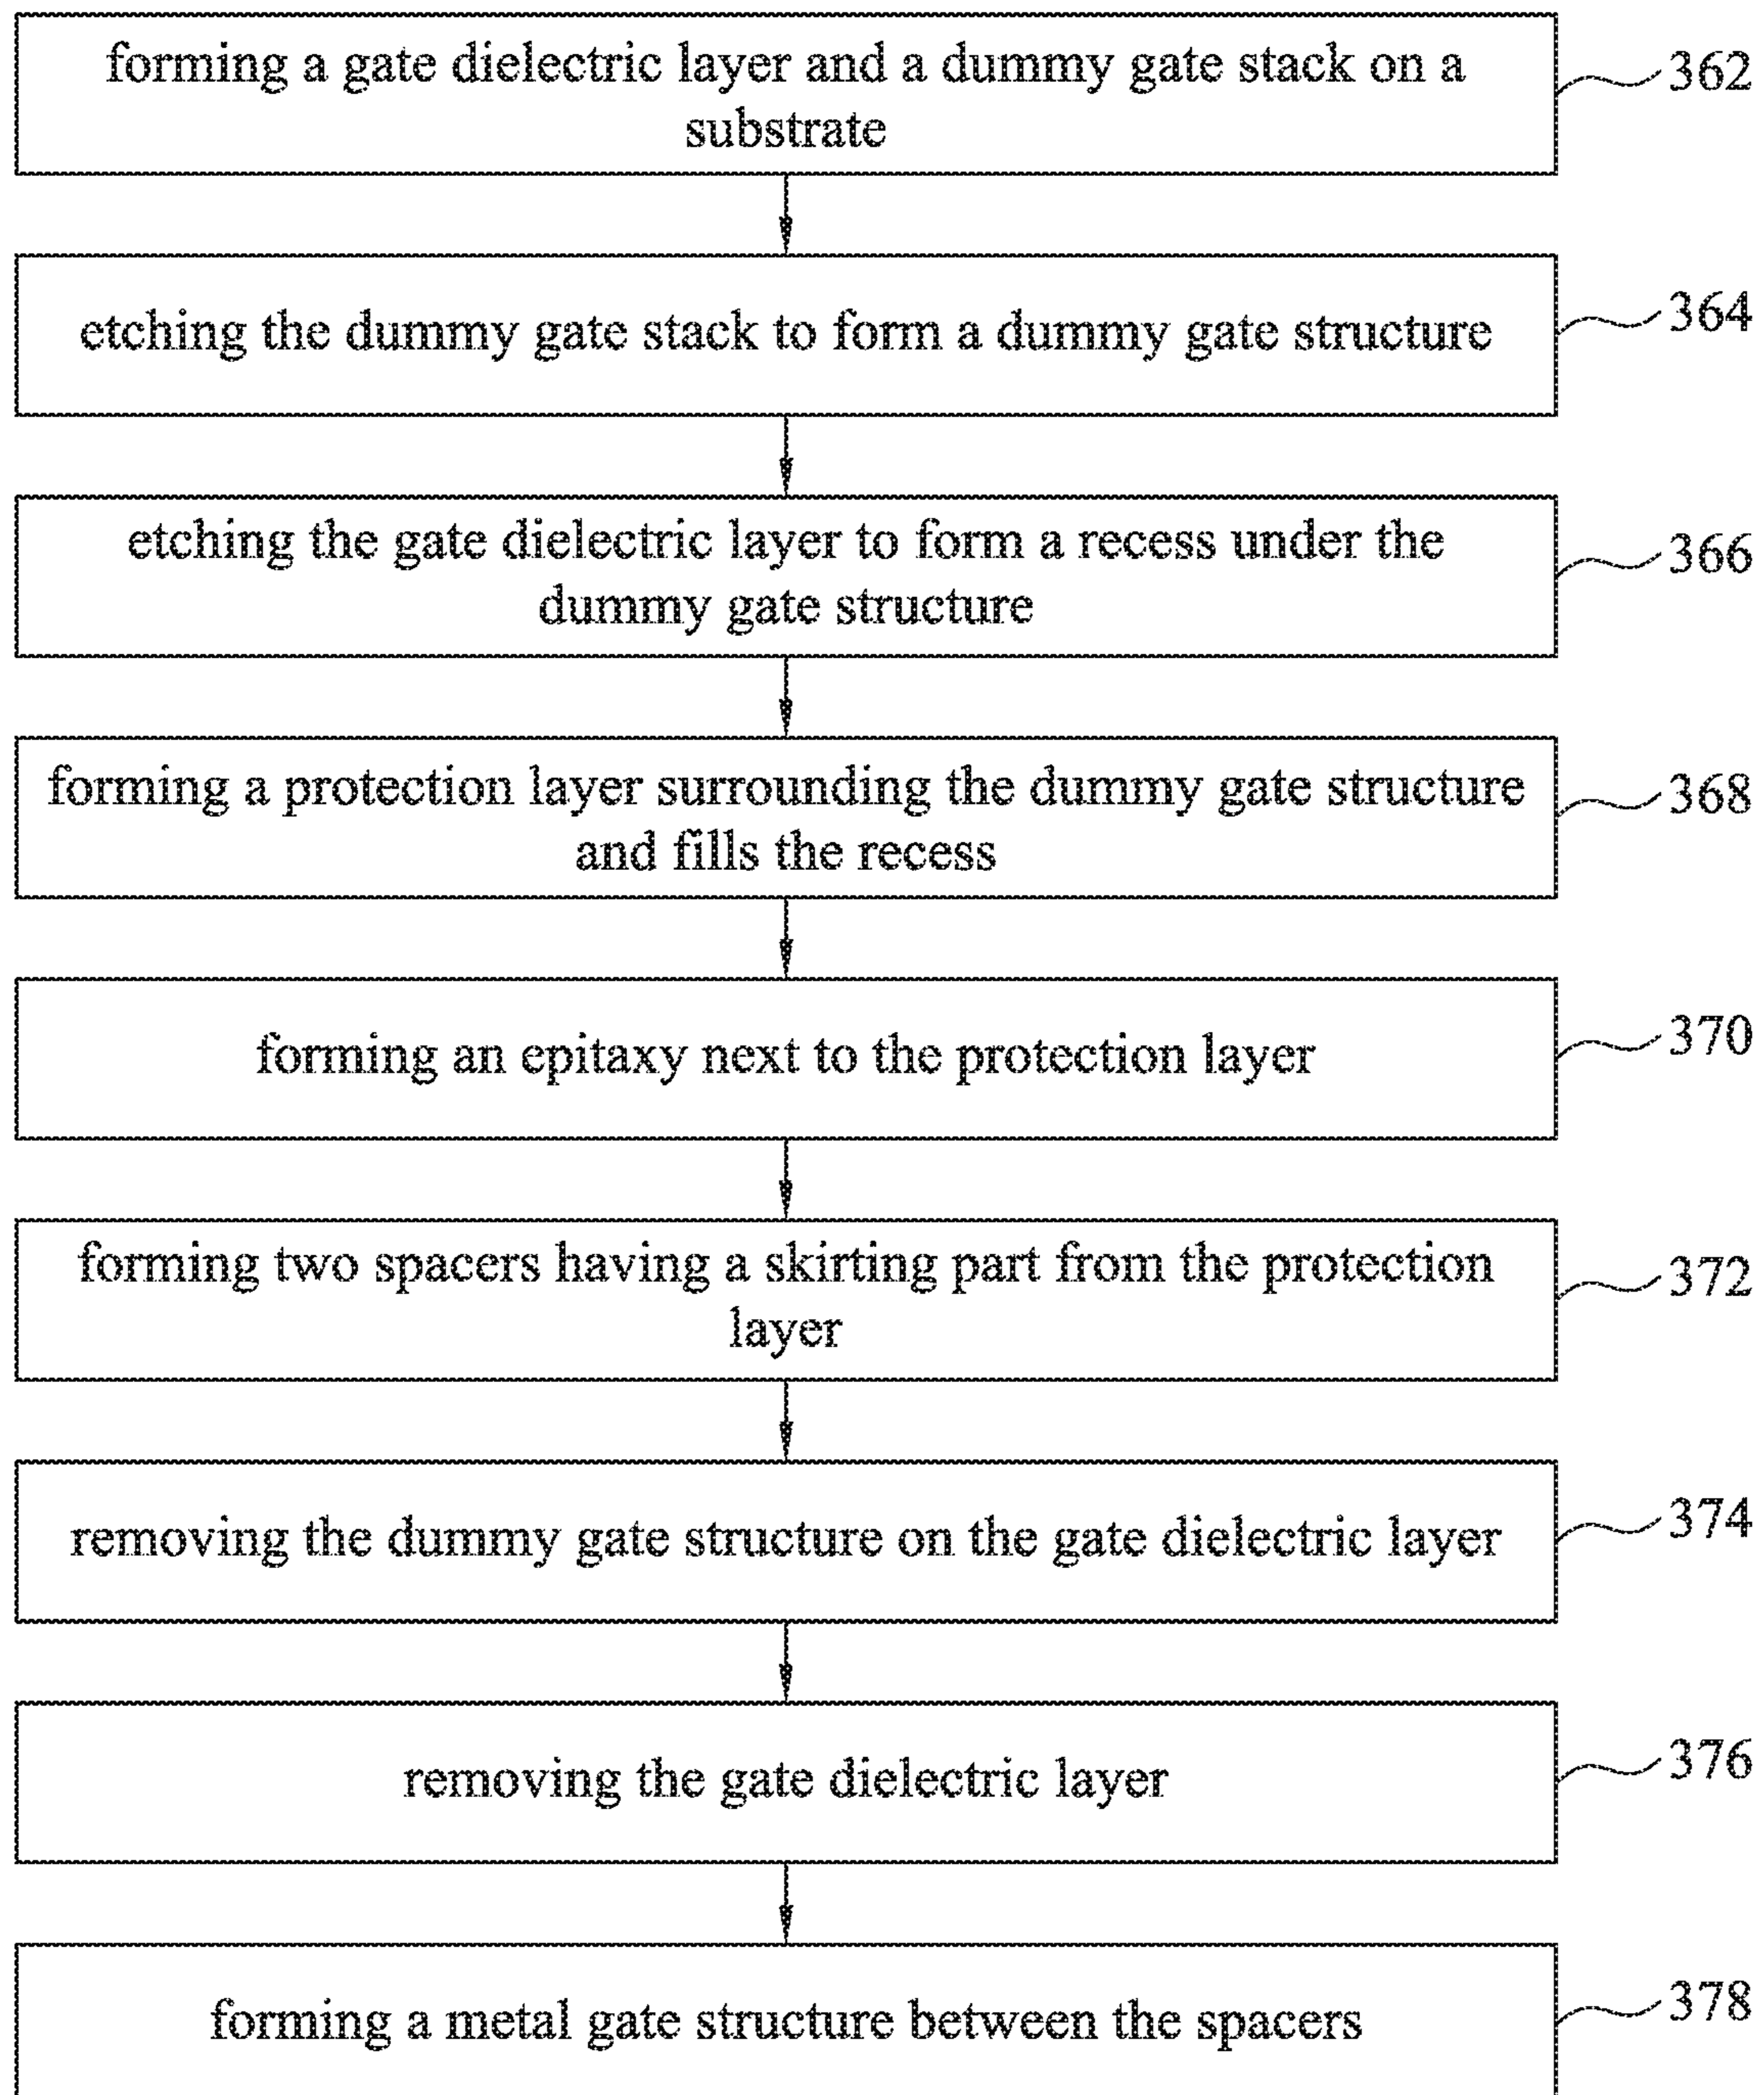 forming a gate dielectric layer and a dummy gate stack on a
substrate
362
etching the dummy gate stack to form a dummy gate structure
364
etching the gate dielectric layer to form a recess under the
dummy gate structure
366
forming a protection layer surrounding the dummy gate structure
and fills the recess
368
forming an epitaxy next to the protection layer
370
forming two spacers having a skirting part from the protection
layer
372
removing the dummy gate structure on the gate dielectric layer
374
removing the gate dielectric layer
376
forming a metal gate structure between the spacers
378